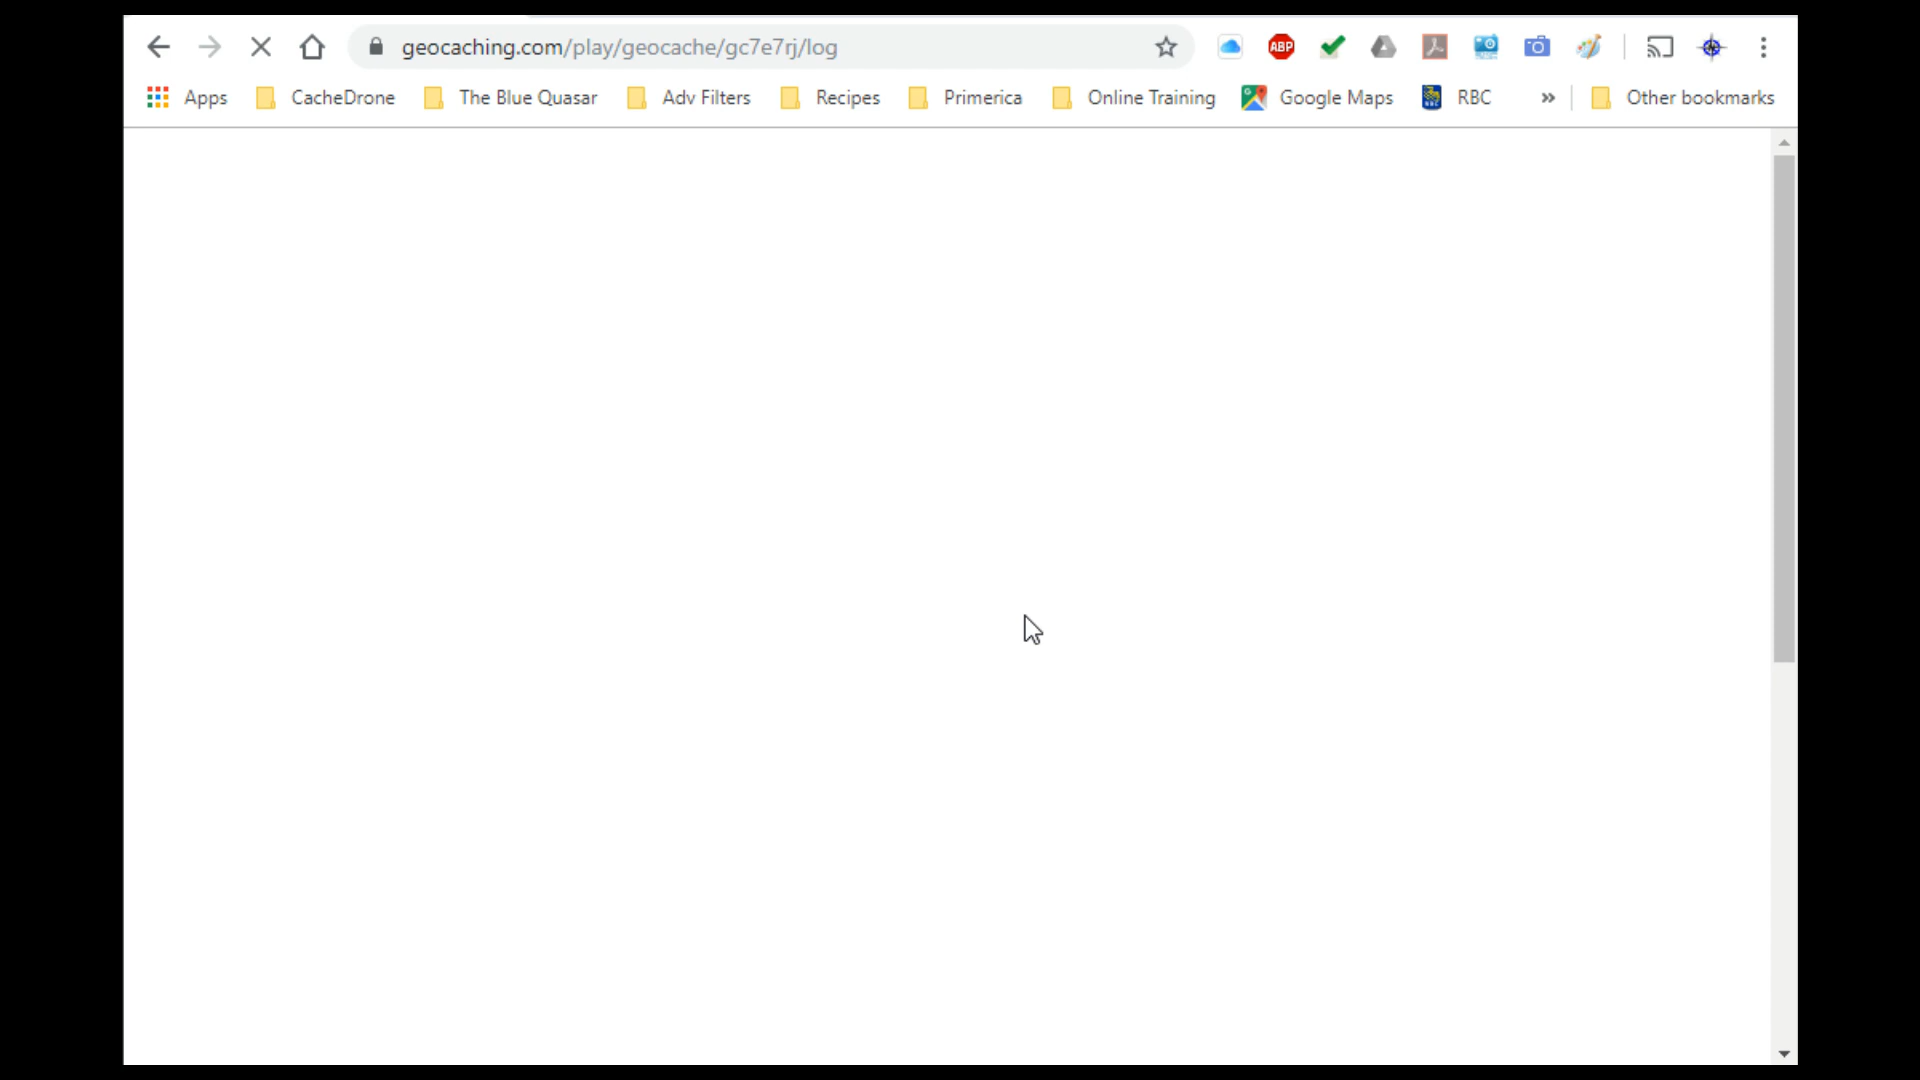 geocaching.com/play/geocache/gc7e7rj/log
ABP
Apps CacheDrone The Blue Quasar Adv Filters Recipes Primerica Online Training Google Maps RBC » Other bookmarks